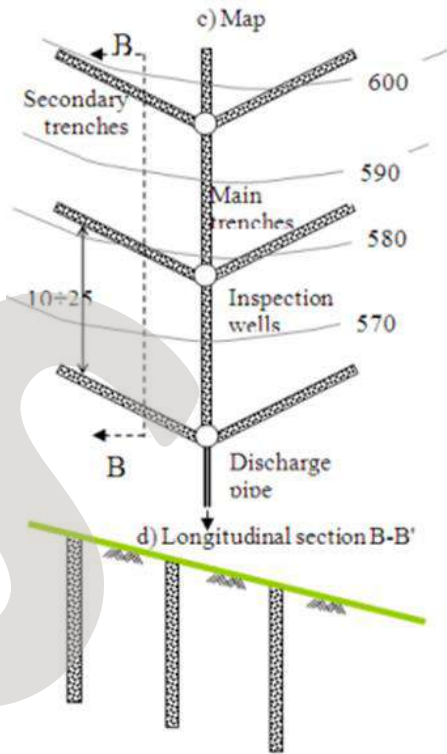 c) Map
B
600
Secondary
trenches
590
Main
trenches
580
10÷25
Inspection
wells
570
B
Discharge
pipe
d) Longitudinal section B-B'